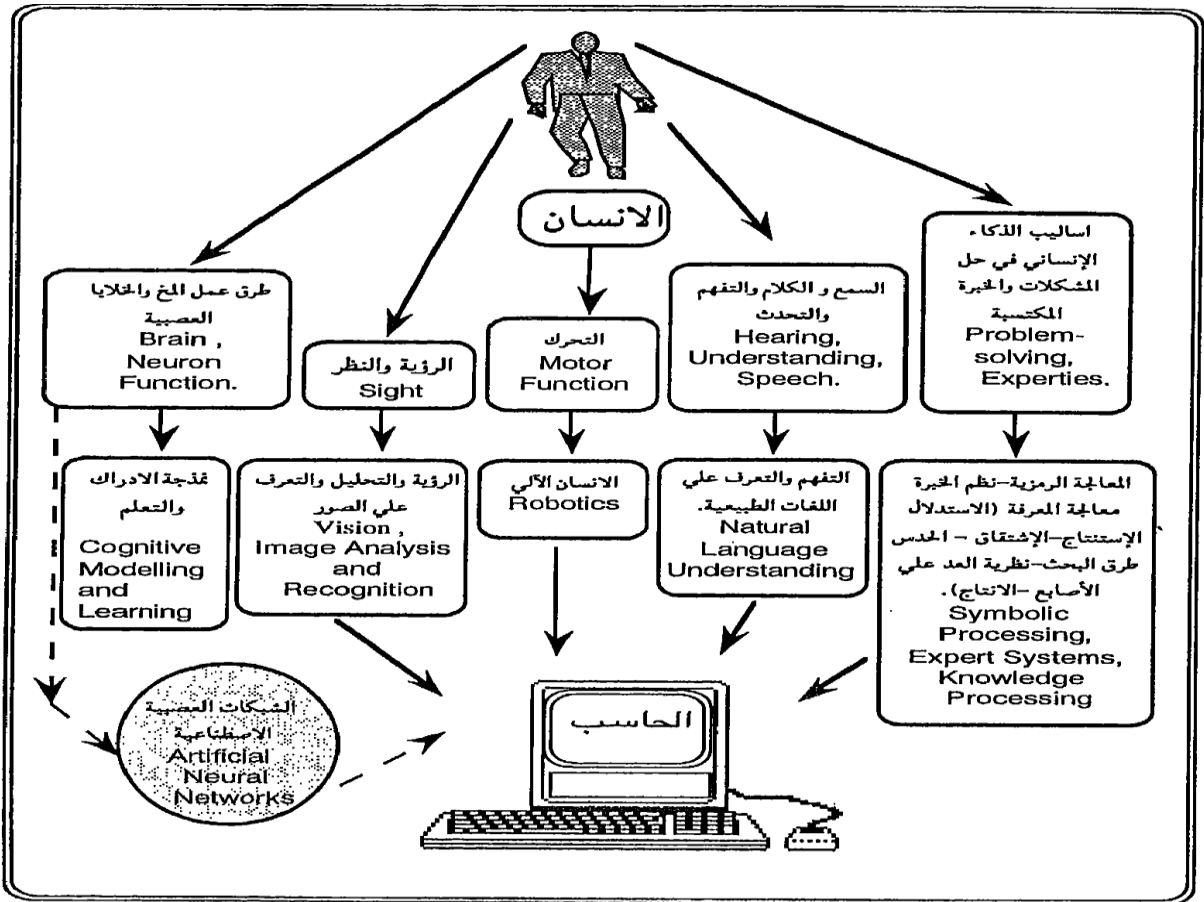 الانسان
اساليب الذكاء
الإنساني في حل
المشكلات والخبرة
المكتسبة
Problem-
solving,
Experties.
السمع و الكلام والتفهم
والتحدث
Hearing,
Understanding,
Speech.
التحرك
Motor
Function
الرؤية والنظر
Sight
طرق عمل المخ والخلايا
العصبية
Brain ,
Neuron
Function.
المعالجة الرمزية-نظم الخبرة
معالجة المعرفة (الاستدلال
الإستنتاج-الإشتقاق - الحدس
طرق البحث-نظرية العد علي
الأصابع -الانتاج).
Symbolic
Processing,
Expert Systems,
Knowledge
Processing
التفهم والتعرف علي
اللغات الطبيعية.
Natural
Language
Understanding
الانسان الآلي
Robotics
الرؤية والتحليل والتعرف
علي الصور
Vision ,
Image Analysis
and
Recognition
نمذجة الادراك
والتعلم
Cognitive
Modelling
and
Learning
الشبكات العصبية
الاصطناعية
Artificial
Neural
Networks
الحاسب